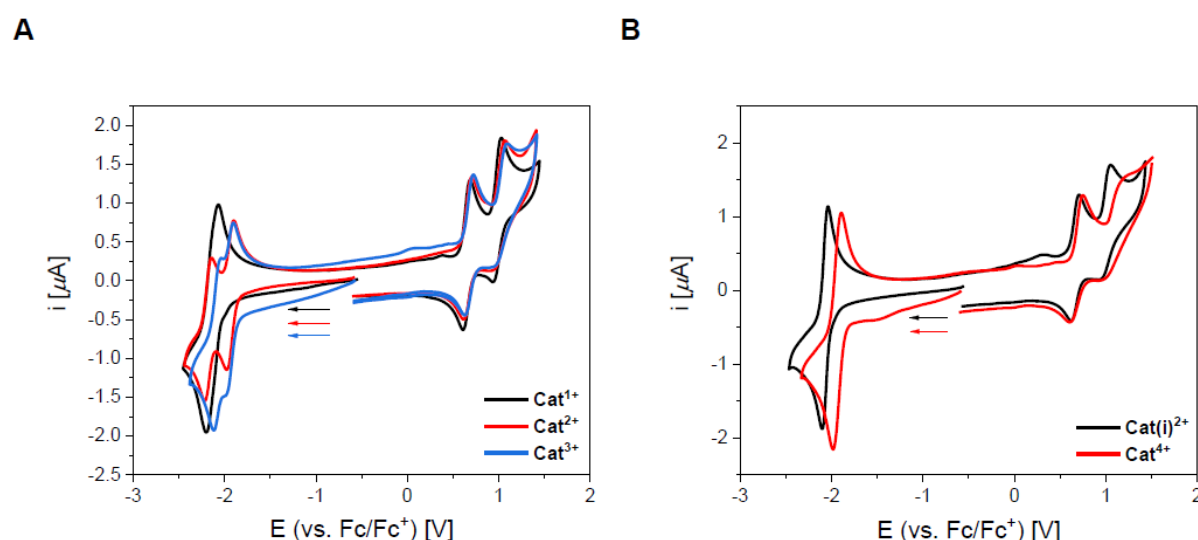 A
B
2.0
1.5
1.0
0.5
0.0
-0.5
-1.0
-1.5
-2.0
-2.5
i [μA]
-3 -2 -1 0 1 2
E (vs. Fc/Fc⁺) [V]
Cat¹⁺
Cat²⁺
Cat³⁺
2
1
0
-1
-2
i [μA]
-3 -2 -1 0 1 2
E (vs. Fc/Fc⁺) [V]
Cat(i)²⁺
Cat⁴⁺